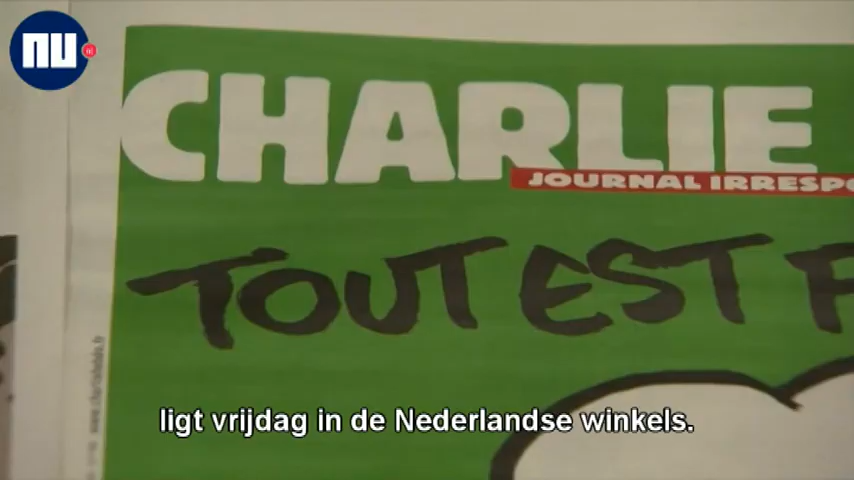 NU
CHARLIE
JOURNAL IRRESPO
TOUT EST P
ligt vrijdag in de Nederlandse winkels.